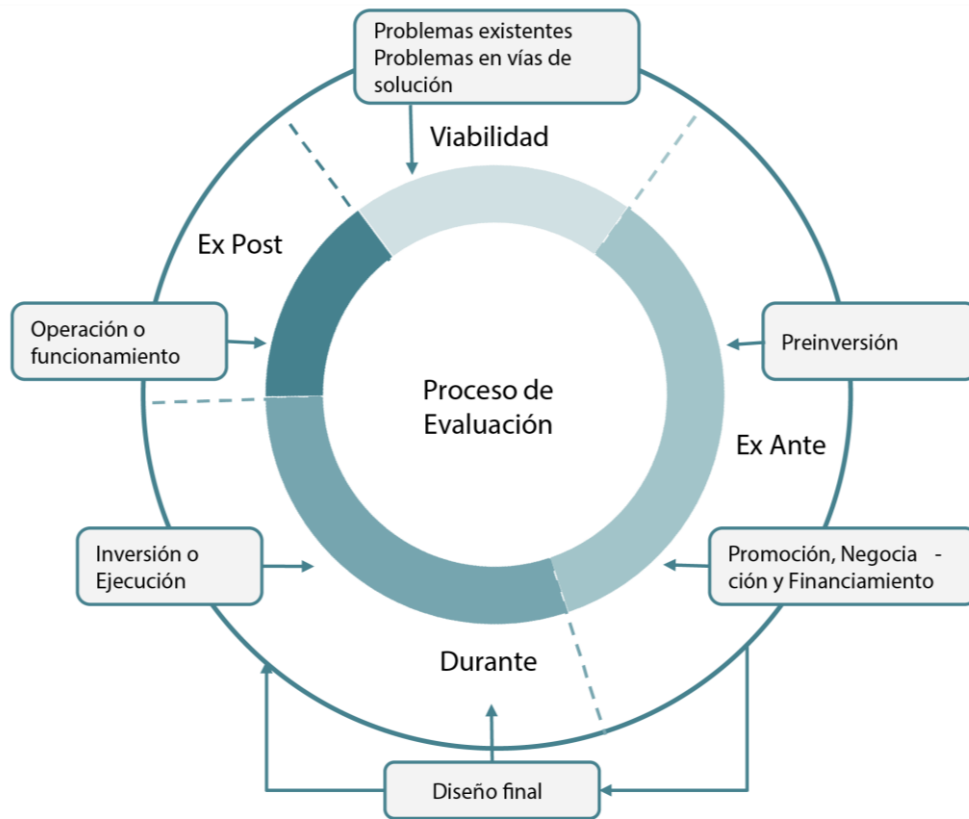 Problemas existentes
Problemas en vías de
solución
Viabilidad
Ex Post
Operación o
funcionamiento
Preinversión
Proceso de
Evaluación
Ex Ante
Inversión o
Ejecución
Promoción, Negocia -
ción y Financiamiento
Durante
Diseño final